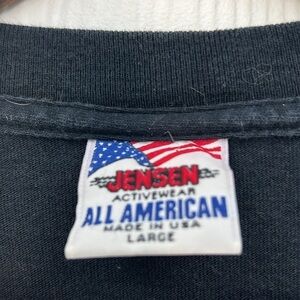 JENSEN
ACTIVEWEAR
ALL AMERICAN
MADE IN USA
LARGE